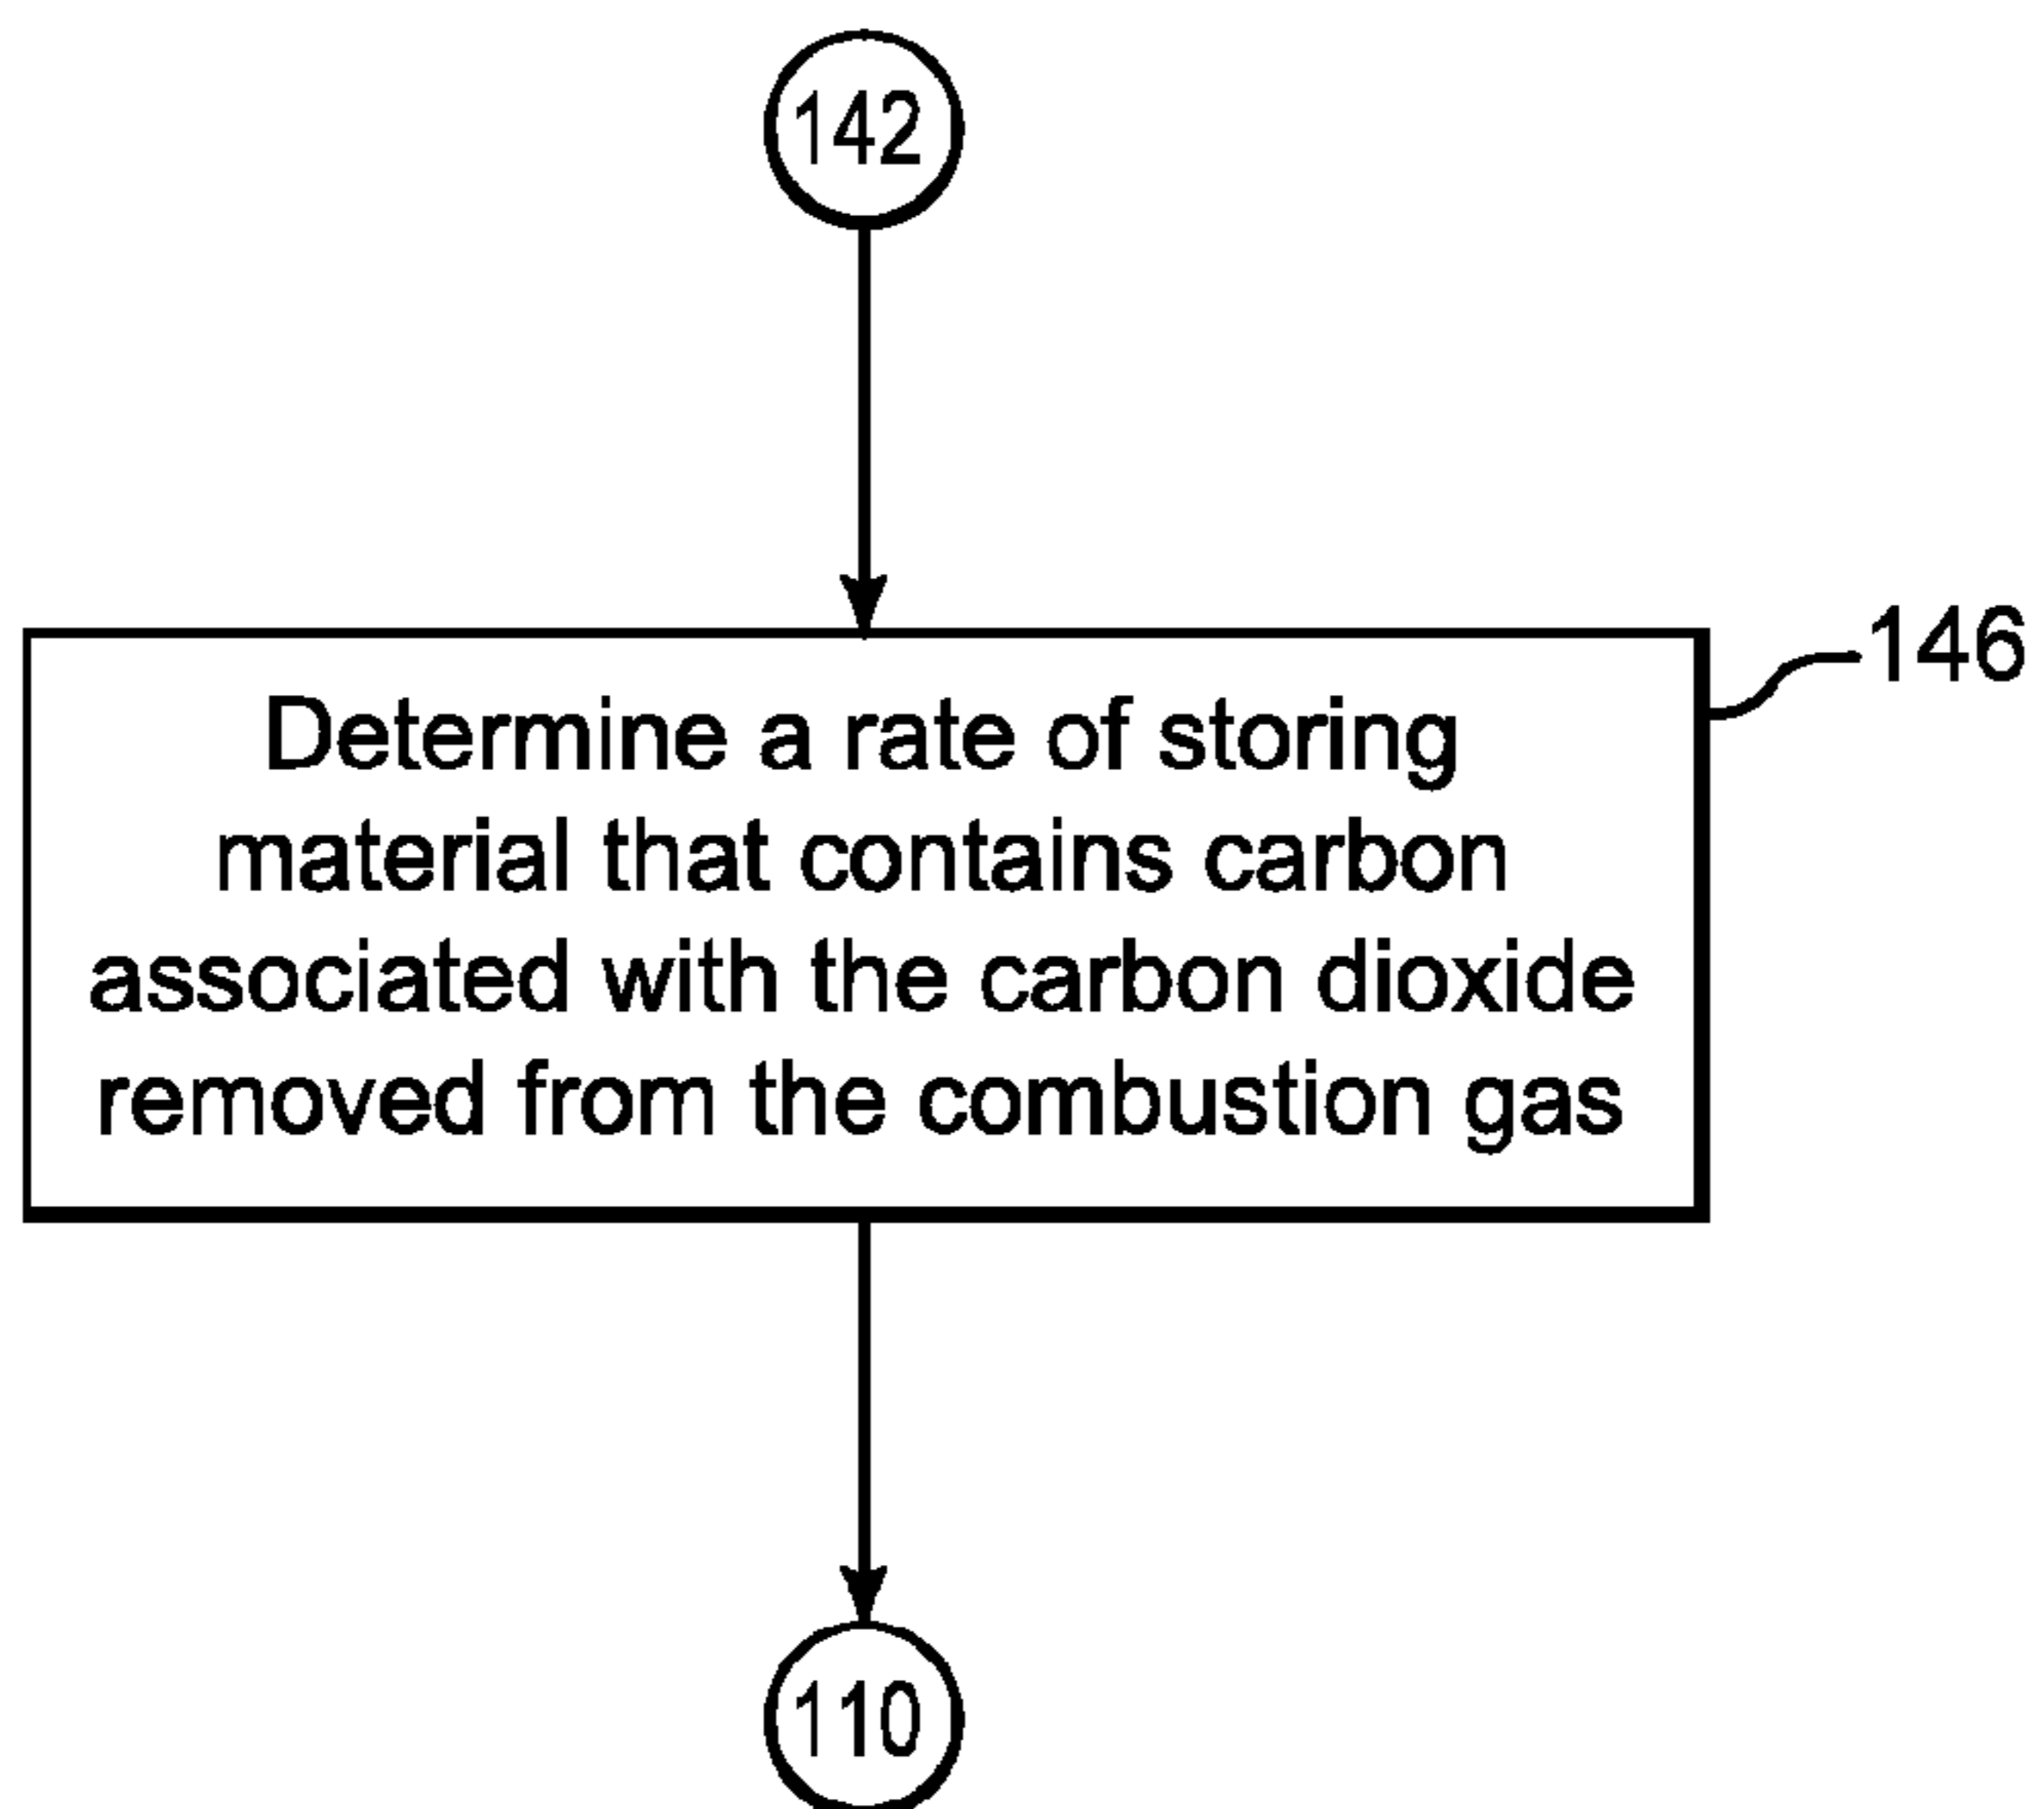 142
146
Determine a rate of storing
material that contains carbon
associated with the carbon dioxide
removed from the combustion gas
110